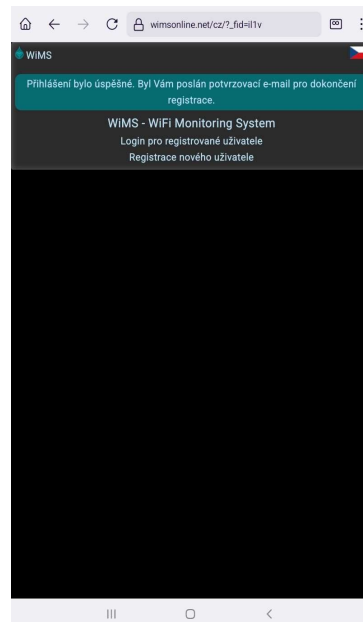 wimsonline.net/cz/?_fid=il1v
WiMS
Přihlášení bylo úspěšné. Byl Vám poslán potvrzovací e-mail pro dokončení
registrace.
WiMS - WiFi Monitoring System
Login pro registrované uživatele
Registrace nového uživatele